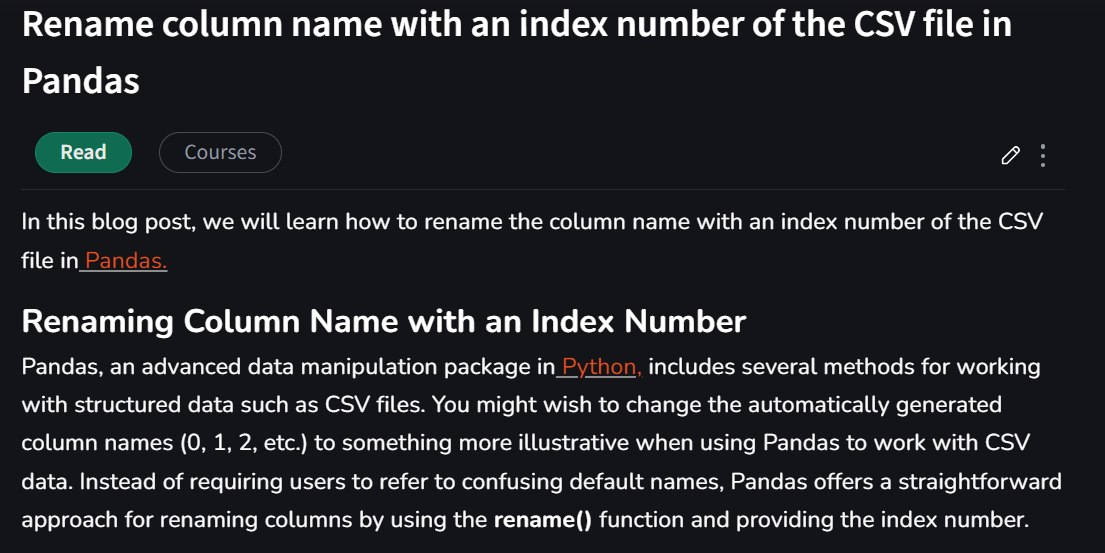 Rename column name with an index number of the CSV file in
Pandas
Read
Courses
In this blog post, we will learn how to rename the column name with an index number of the CSV
file in Pandas.
Renaming Column Name with an Index Number
Pandas, an advanced data manipulation package in Python, includes several methods for working
with structured data such as CSV files. You might wish to change the automatically generated
column names (0, 1, 2, etc.) to something more illustrative when using Pandas to work with CSV
data. Instead of requiring users to refer to confusing default names, Pandas offers a straightforward
approach for renaming columns by using the rename() function and providing the index number.